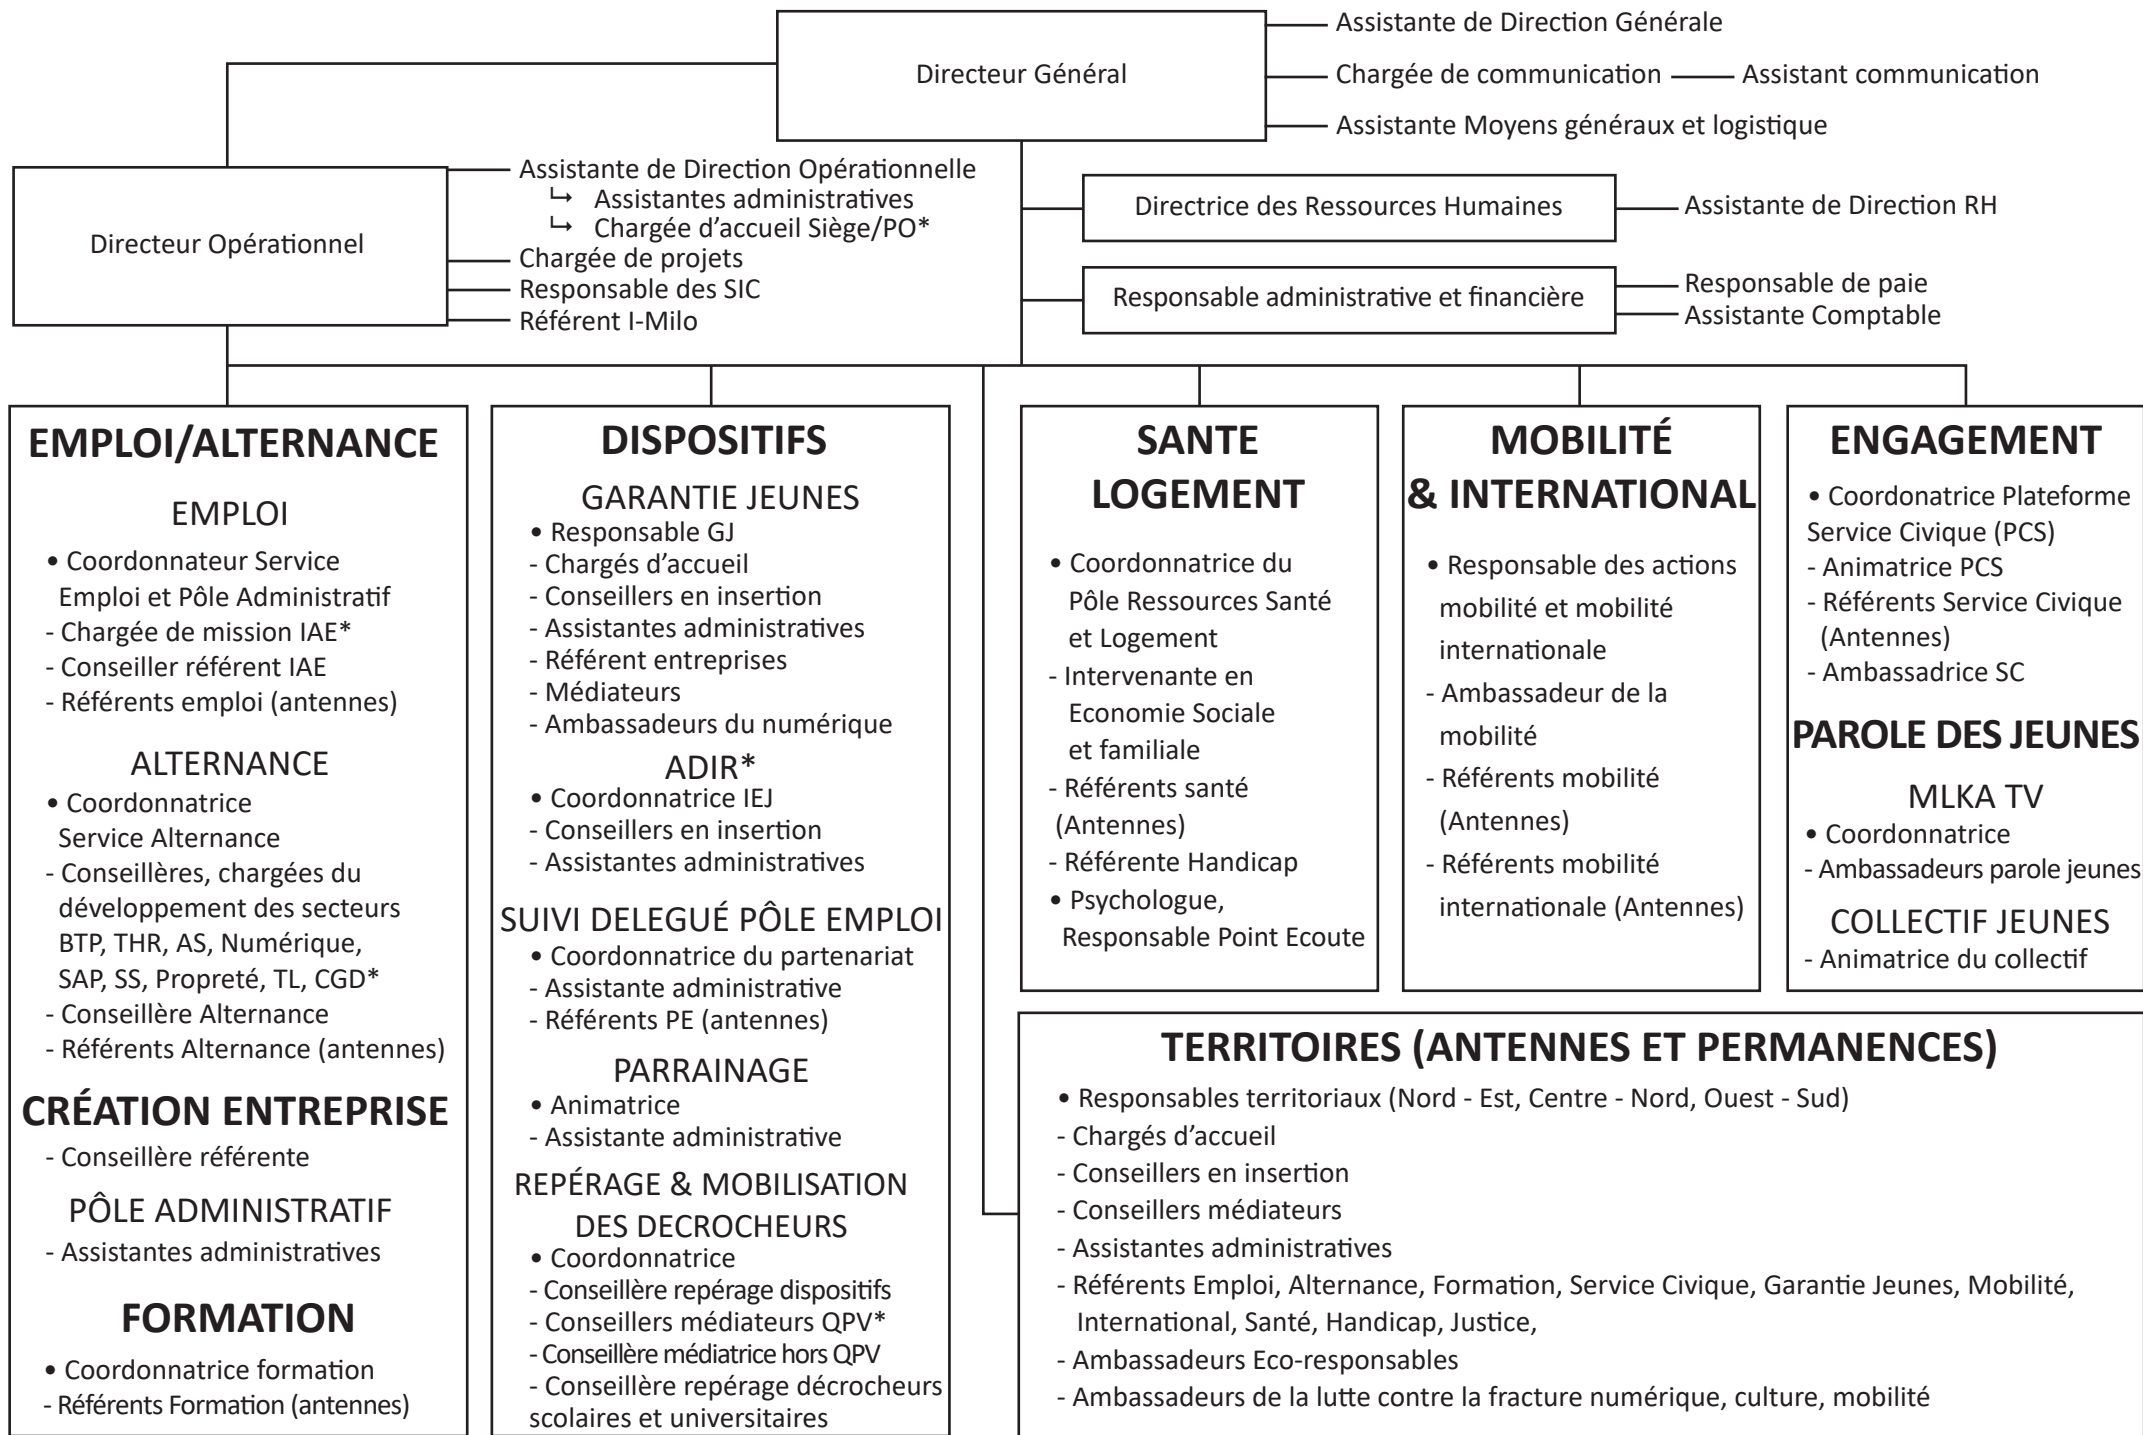 Directeur Général
Assistante de Direction Générale
Chargée de communication
Assistant communication
Assistante Moyens généraux et logistique
Directeur Opérationnel
Assistante de Direction Opérationnelle
↳ Assistantes administratives
↳ Chargée d'accueil Siège/PO*
Chargée de projets
Responsable des SIC
Référent I-Milo
Directrice des Ressources Humaines
Assistante de Direction RH
Responsable administrative et financière
Responsable de paie
Assistante Comptable
EMPLOI/ALTERNANCE
EMPLOI
• Coordonnateur Service
Emploi et Pôle Administratif
- Chargée de mission IAE*
- Conseiller référent IAE
- Référents emploi (antennes)
ALTERNANCE
• Coordonnatrice
Service Alternance
- Conseillères, chargées du
développement des secteurs
BTP, THR, AS, Numérique,
SAP, SS, Propreté, TL, CGD*
- Conseillère Alternance
- Référents Alternance (antennes)
CRÉATION ENTREPRISE
- Conseillère référente
PÔLE ADMINISTRATIF
- Assistantes administratives
FORMATION
• Coordonnatrice formation
- Référents Formation (antennes)
DISPOSITIFS
GARANTIE JEUNES
• Responsable GJ
- Chargés d'accueil
- Conseillers en insertion
- Assistantes administratives
- Référent entreprises
- Médiateurs
- Ambassadeurs du numérique
ADIR*
• Coordonnatrice IEJ
- Conseillers en insertion
- Assistantes administratives
SUIVI DELEGUÉ PÔLE EMPLOI
• Coordonnatrice du partenariat
- Assistante administrative
- Référents PE (antennes)
PARRAINAGE
• Animatrice
- Assistante administrative
REPÉRAGE & MOBILISATION
DES DECROCHEURS
• Coordonnatrice
- Conseillère repérage dispositifs
- Conseillers médiateurs QPV*
- Conseillère médiatrice hors QPV
- Conseillère repérage décrocheurs
scolaires et universitaires
SANTE
LOGEMENT
• Coordonnatrice du
Pôle Ressources Santé
et Logement
- Intervenante en
Economie Sociale
et familiale
- Référents santé
(Antennes)
- Référente Handicap
• Psychologue,
Responsable Point Ecoute
MOBILITÉ
& INTERNATIONAL
• Responsable des actions
mobilité et mobilité
internationale
- Ambassadeur de la
mobilité
- Référents mobilité
(Antennes)
- Référents mobilité
internationale (Antennes)
ENGAGEMENT
• Coordonatrice Plateforme
Service Civique (PCS)
- Animatrice PCS
- Référents Service Civique
(Antennes)
- Ambassadrice SC
PAROLE DES JEUNES
MLKA TV
• Coordonnatrice
- Ambassadeurs parole jeunes
COLLECTIF JEUNES
- Animatrice du collectif
TERRITOIRES (ANTENNES ET PERMANENCES)
• Responsables territoriaux (Nord - Est, Centre - Nord, Ouest - Sud)
- Chargés d'accueil
- Conseillers en insertion
- Conseillers médiateurs
- Assistantes administratives
- Référents Emploi, Alternance, Formation, Service Civique, Garantie Jeunes, Mobilité,
International, Santé, Handicap, Justice,
- Ambassadeurs Eco-responsables
- Ambassadeurs de la lutte contre la fracture numérique, culture, mobilité